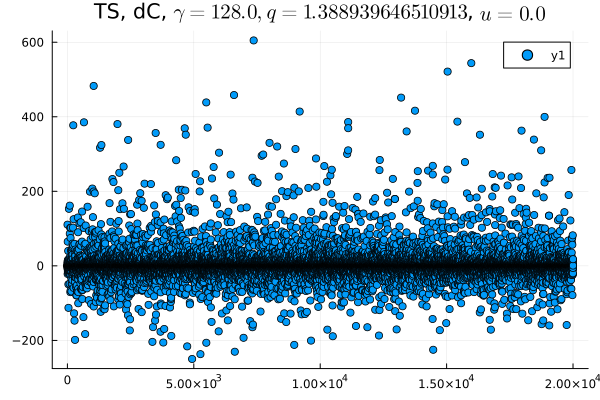 TS, dC, γ = 128.0, q = 1.388939646510913, u = 0.0
y1
600
400
200
0
−200
0 5.00×10³ 1.00×10⁴ 1.50×10⁴ 2.00×10⁴